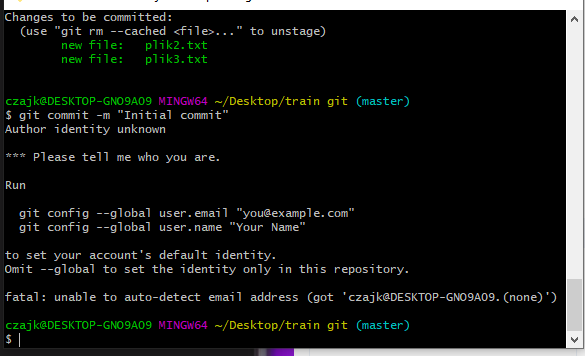 Changes to be committed:
(use "git rm --cached <file>..." to unstage)
new file:   plik2.txt
new file:   plik3.txt
czajk@DESKTOP-GNO9AO9 MINGW64 ~/Desktop/train git (master)
$ git commit -m "Initial commit"
Author identity unknown
*** Please tell me who you are.
Run
git config --global user.email "you@example.com"
git config --global user.name "Your Name"
to set your account's default identity.
Omit --global to set the identity only in this repository.
fatal: unable to auto-detect email address (got 'czajk@DESKTOP-GNO9AO9.(none)')
czajk@DESKTOP-GNO9AO9 MINGW64 ~/Desktop/train git (master)
$